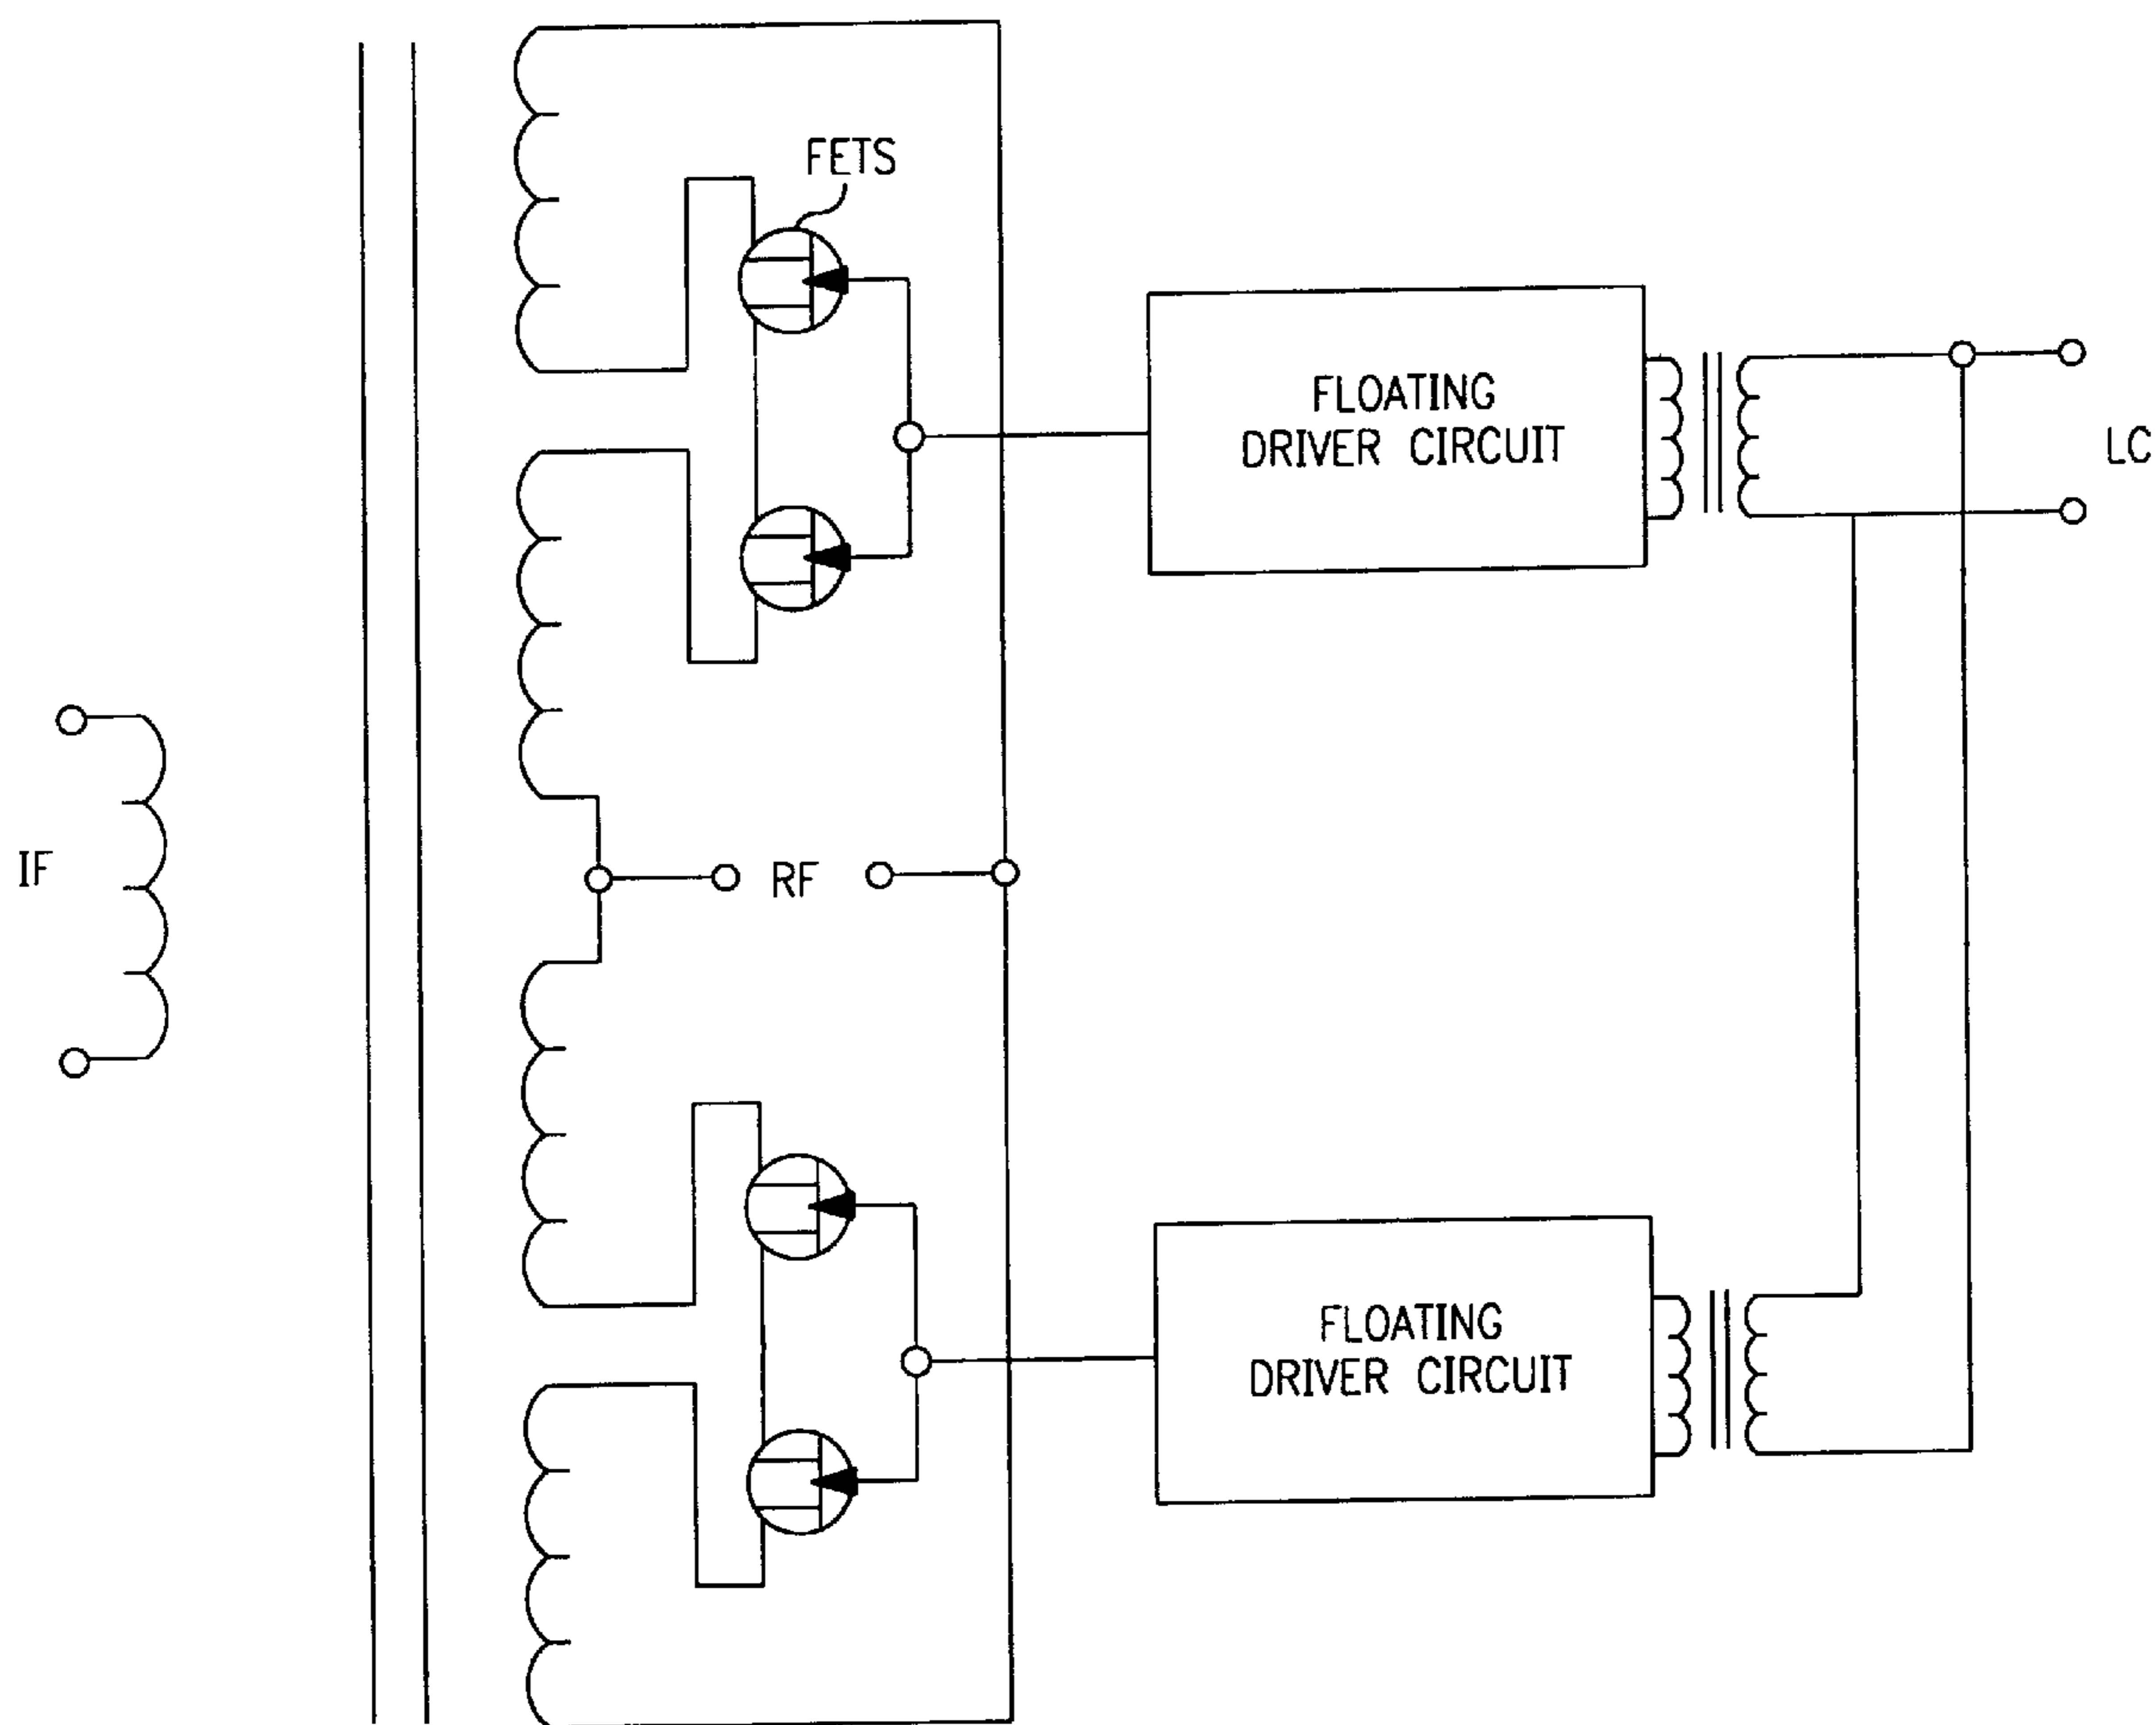 FETS
FLOATING
DRIVER CIRCUIT
LC
IF
RF
FLOATING
DRIVER CIRCUIT